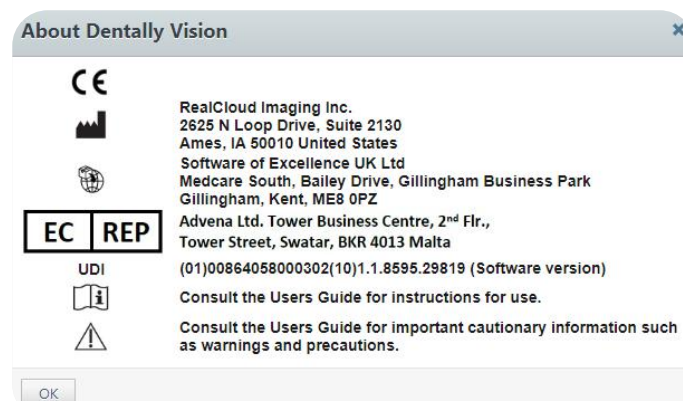 About Dentally Vision
CE
RealCloud Imaging Inc.
2625 N Loop Drive, Suite 2130
Ames, IA 50010 United States
Software of Excellence UK Ltd
Medcare South, Bailey Drive, Gillingham Business Park
Gillingham, Kent, ME8 0PZ
EC REP
Advena Ltd. Tower Business Centre, 2nd Flr.,
Tower Street, Swatar, BKR 4013 Malta
UDI (01)00864058000302(10)1.1.8595.29819 (Software version)
Consult the Users Guide for instructions for use.
Consult the Users Guide for important cautionary information such
as warnings and precautions.
OK